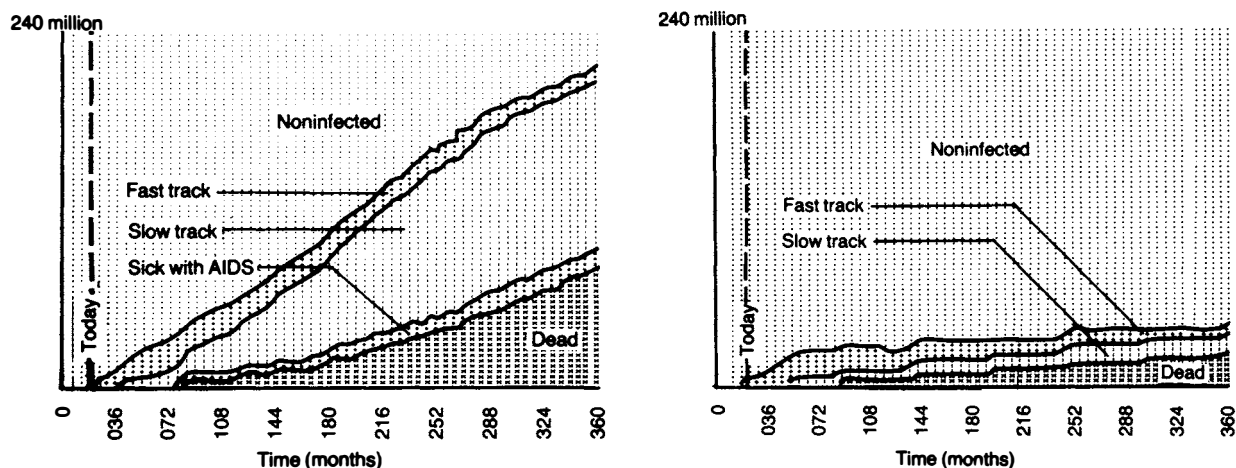 240 million
Noninfected
Fast track
Slow track
Sick with AIDS
Today
Dead
0 036 072 108 144 180 216 252 288 324 360
Time (months)
240 million
Noninfected
Fast track
Slow track
Today
Dead
0 036 072 108 144 180 216 252 288 324 360
Time (months)